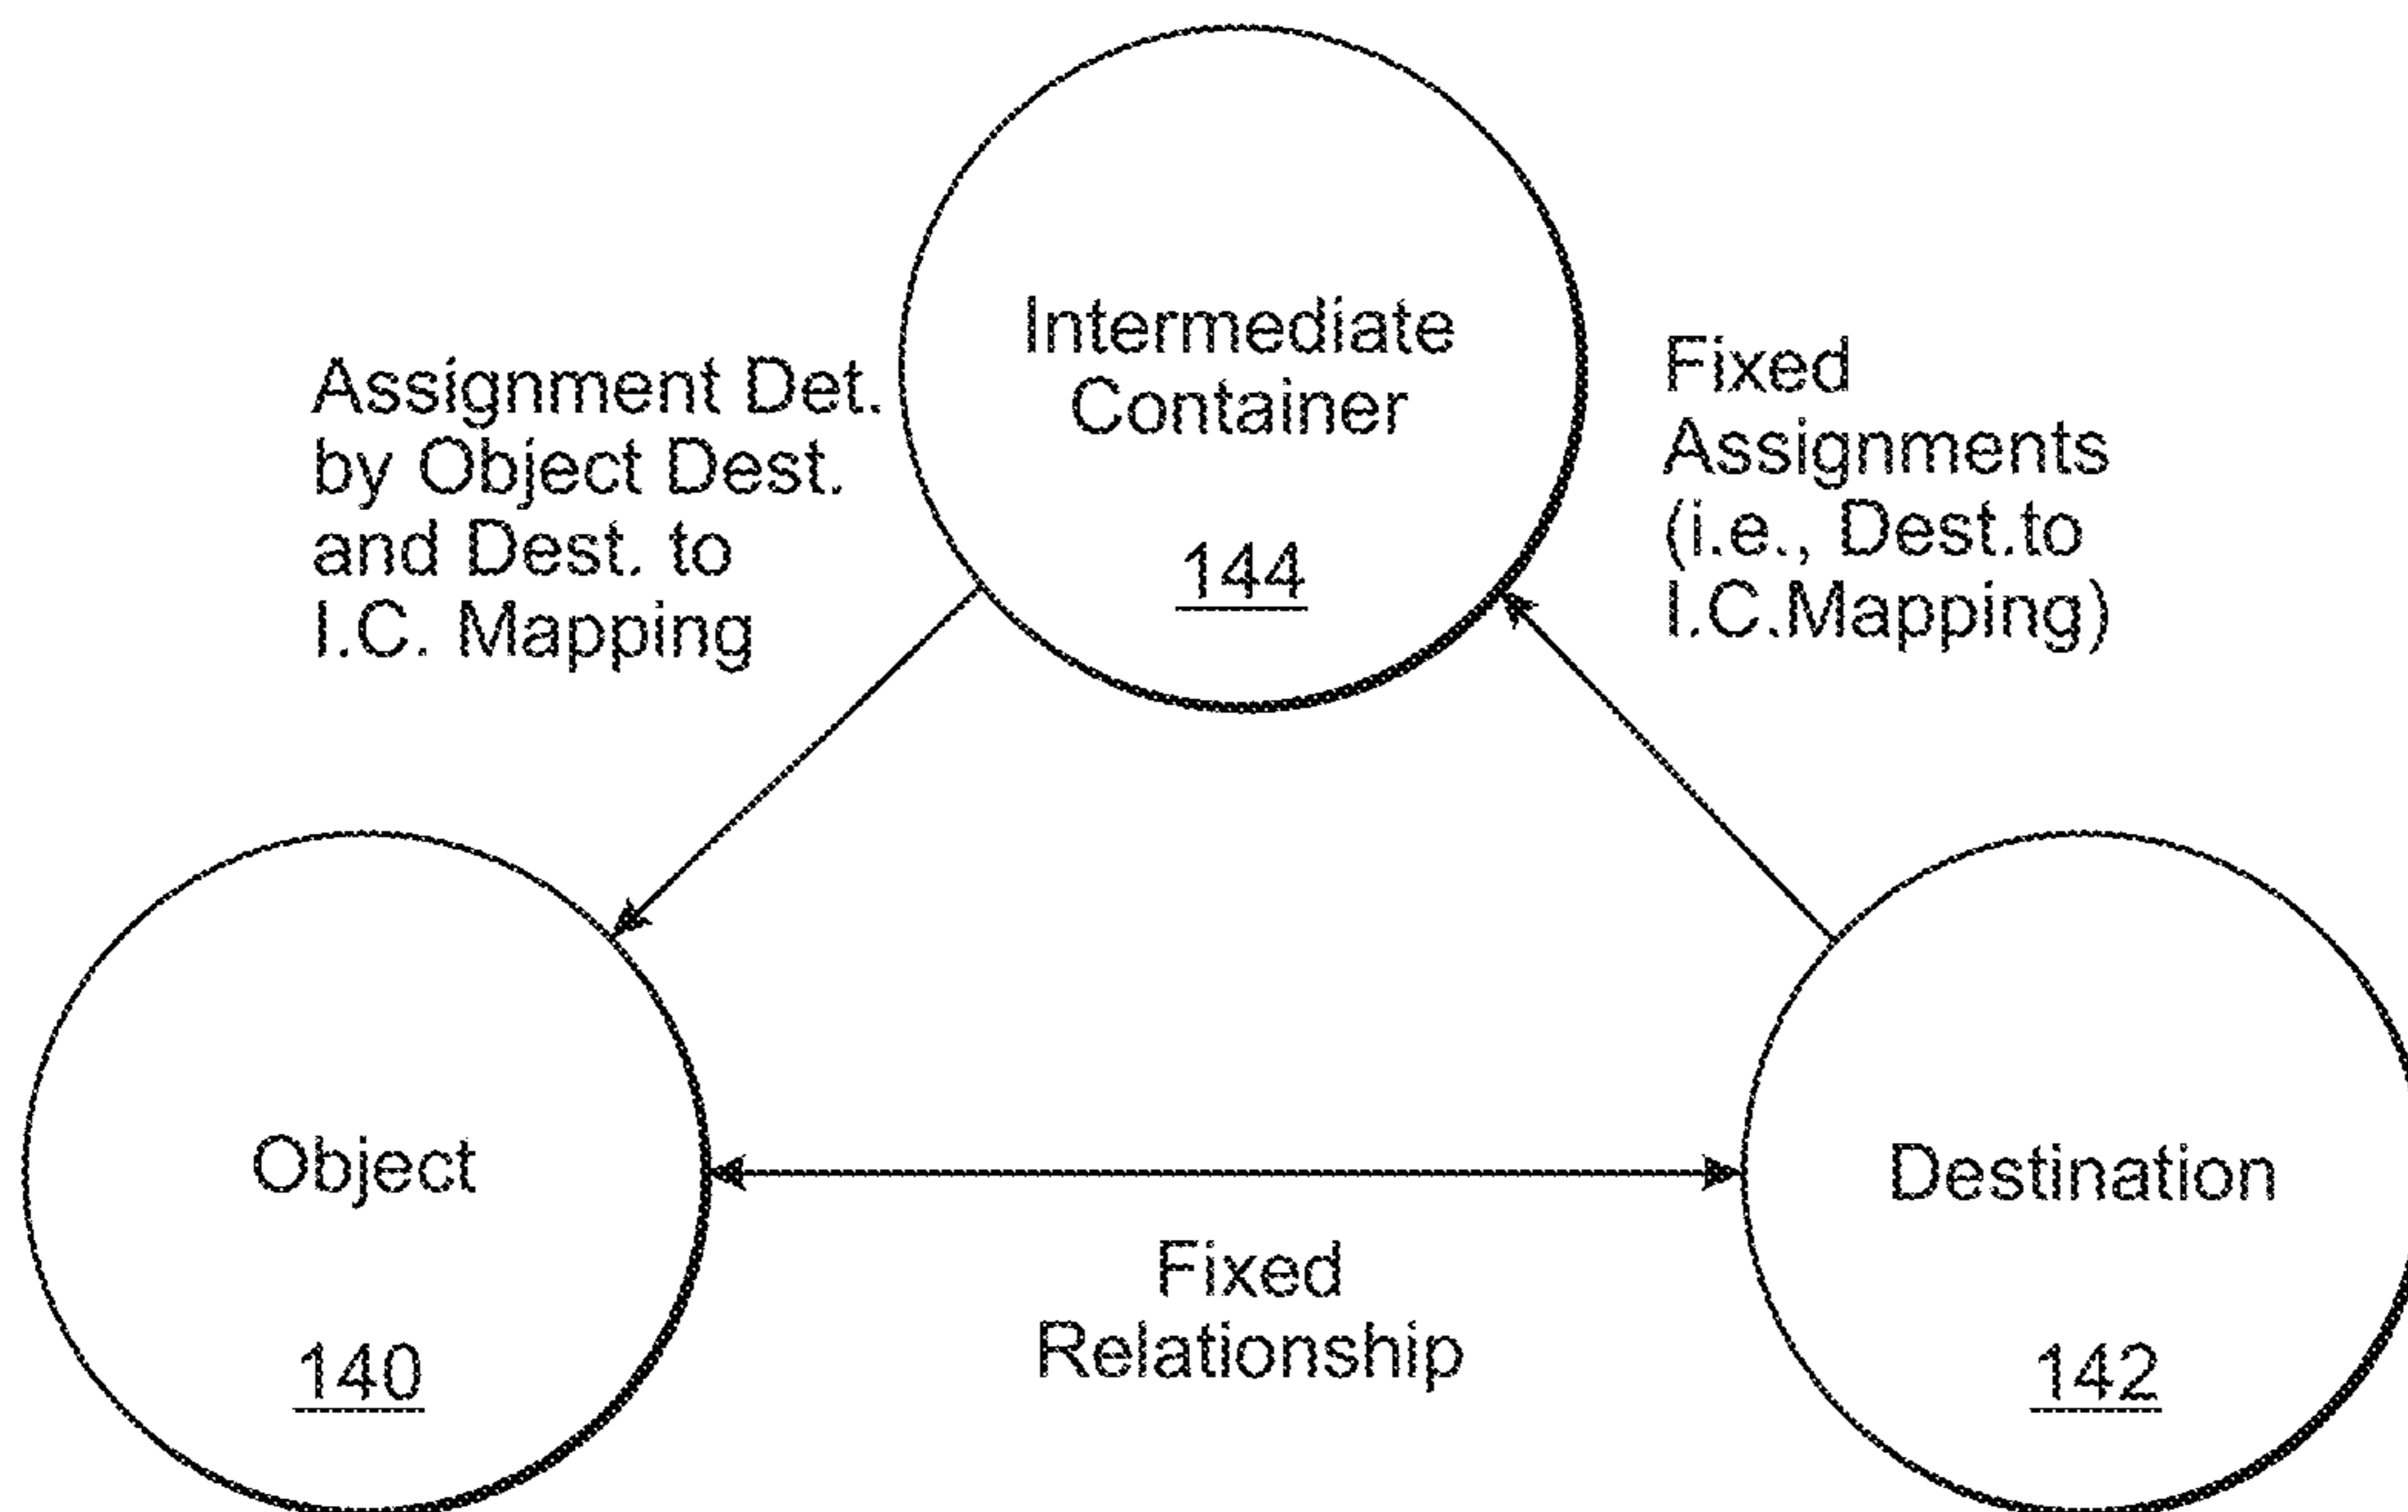 Intermediate
Container
144
Assignment Det.
by Object Dest.
and Dest. to
I.C. Mapping
Fixed
Assignments
(i.e., Dest.to
I.C.Mapping)
Object
140
Fixed
Relationship
Destination
142